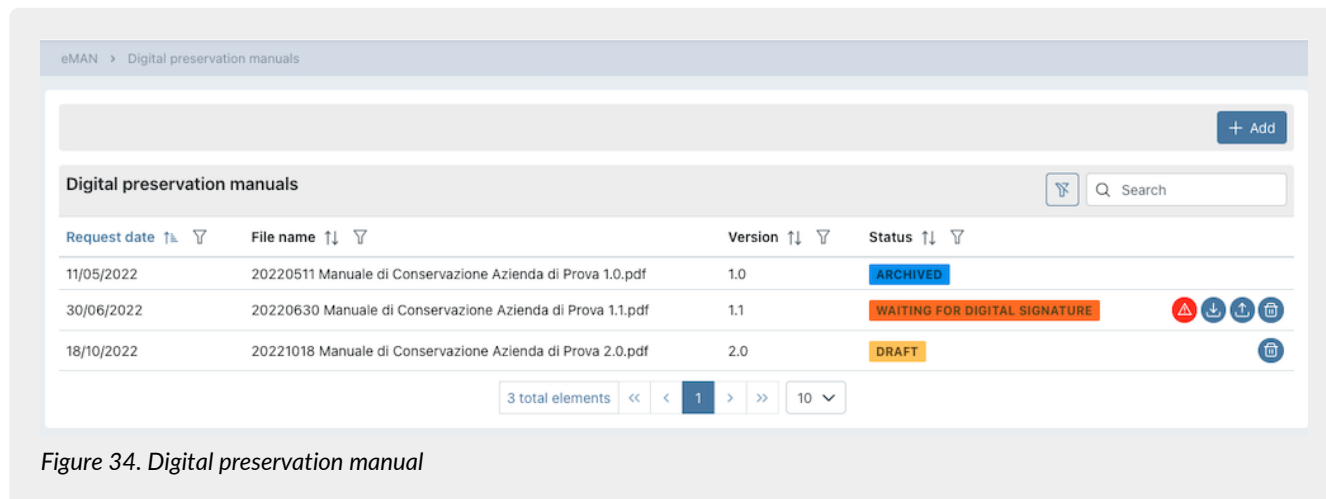 eMAN > Digital preservation manuals
+ Add
Digital preservation manuals
Search
Request date File name Version Status
11/05/2022 20220511 Manuale di Conservazione Azienda di Prova 1.0.pdf 1.0 ARCHIVED
30/06/2022 20220630 Manuale di Conservazione Azienda di Prova 1.1.pdf 1.1 WAITING FOR DIGITAL SIGNATURE
18/10/2022 20221018 Manuale di Conservazione Azienda di Prova 2.0.pdf 2.0 DRAFT
3 total elements << < 1 > >> 10
Figure 34. Digital preservation manual